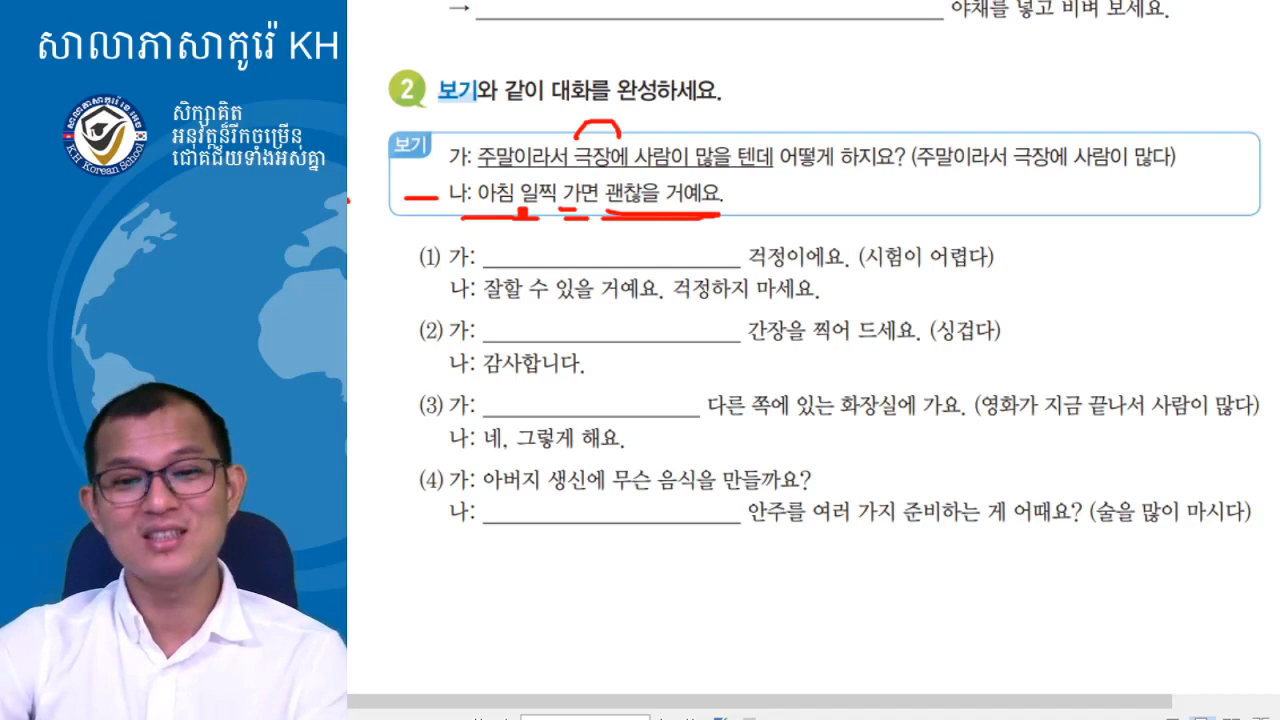 សាលាភាសាកូរ៉េ KH
សិក្សាគិត
អនុវត្តន៍រីកចម្រើន
ជោគជ័យទាំងអស់គ្នា
K-H Korean School
→ ____________ 야채를 넣고 비벼 보세요.
2 보기와 같이 대화를 완성하세요.
보기
가: 주말이라서 극장에 사람이 많을 텐데 어떻게 하지요? (주말이라서 극장에 사람이 많다)
나: 아침 일찍 가면 괜찮을 거예요.
(1) 가: ____________ 걱정이에요. (시험이 어렵다)
나: 잘할 수 있을 거예요. 걱정하지 마세요.
(2) 가: ____________ 간장을 찍어 드세요. (싱겁다)
나: 감사합니다.
(3) 가: ____________ 다른 쪽에 있는 화장실에 가요. (영화가 지금 끝나서 사람이 많다)
나: 네, 그렇게 해요.
(4) 가: 아버지 생신에 무슨 음식을 만들까요?
나: ____________ 안주를 여러 가지 준비하는 게 어때요? (술을 많이 마시다)